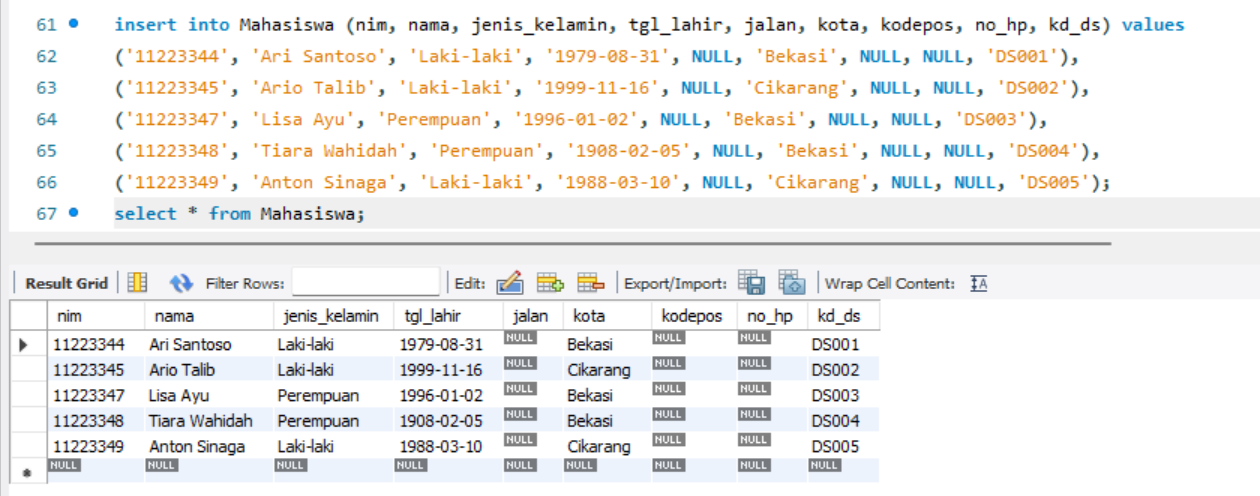 61 insert into Mahasiswa (nim, nama, jenis_kelamin, tgl_lahir, jalan, kota, kodepos, no_hp, kd_ds) values
62 ('11223344', 'Ari Santoso', 'Laki-laki', '1979-08-31', NULL, 'Bekasi', NULL, NULL, 'DS001'),
63 ('11223345', 'Ario Talib', 'Laki-laki', '1999-11-16', NULL, 'Cikarang', NULL, NULL, 'DS002'),
64 ('11223347', 'Lisa Ayu', 'Perempuan', '1996-01-02', NULL, 'Bekasi', NULL, NULL, 'DS003'),
65 ('11223348', 'Tiara Wahidah', 'Perempuan', '1908-02-05', NULL, 'Bekasi', NULL, NULL, 'DS004'),
66 ('11223349', 'Anton Sinaga', 'Laki-laki', '1988-03-10', NULL, 'Cikarang', NULL, NULL, 'DS005');
67 select * from Mahasiswa;
Result Grid Filter Rows: Edit: Export/Import: Wrap Cell Content: IA
nim nama jenis_kelamin tgl_lahir jalan kota kodepos no_hp kd_ds
11223344 Ari Santoso Laki-laki 1979-08-31 NULL Bekasi NULL NULL DS001
11223345 Ario Talib Laki-laki 1999-11-16 NULL Cikarang NULL NULL DS002
11223347 Lisa Ayu Perempuan 1996-01-02 NULL Bekasi NULL NULL DS003
11223348 Tiara Wahidah Perempuan 1908-02-05 NULL Bekasi NULL NULL DS004
11223349 Anton Sinaga Laki-laki 1988-03-10 NULL Cikarang NULL NULL DS005
NULL NULL NULL NULL NULL NULL NULL NULL NULL